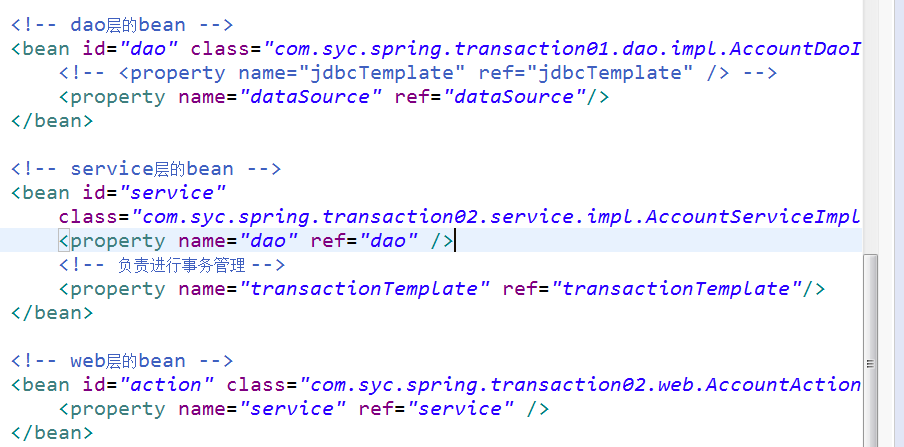 <!-- dao层的bean -->
<bean id="dao" class="com.syc.spring.transaction01.dao.impl.AccountDaoI
<!-- <property name="jdbcTemplate" ref="jdbcTemplate" /> -->
<property name="dataSource" ref="dataSource"/>
</bean>
<!-- service层的bean -->
<bean id="service"
class="com.syc.spring.transaction02.service.impl.AccountServiceImpl
<property name="dao" ref="dao" />
<!-- 负责进行事务管理 -->
<property name="transactionTemplate" ref="transactionTemplate"/>
</bean>
<!-- web层的bean -->
<bean id="action" class="com.syc.spring.transaction02.web.AccountAction
<property name="service" ref="service" />
</bean>